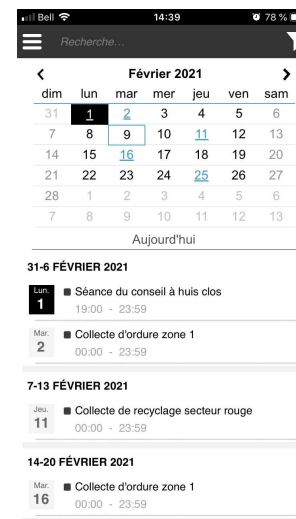 Bell 14:39 78 %
Recherche...
Février 2021
dim lun mar mer jeu ven sam
31 1 2 3 4 5 6
7 8 9 10 11 12 13
14 15 16 17 18 19 20
21 22 23 24 25 26 27
28 1 2 3 4 5 6
7 8 9 10 11 12 13
Aujourd'hui
31-6 FÉVRIER 2021
Lun.
1
Séance du conseil à huis clos
19:00 - 23:59
Mar.
2
Collecte d'ordure zone 1
00:00 - 23:59
7-13 FÉVRIER 2021
Jeu.
11
Collecte de recyclage secteur rouge
00:00 - 23:59
14-20 FÉVRIER 2021
Mar.
16
Collecte d'ordure zone 1
00:00 - 23:59